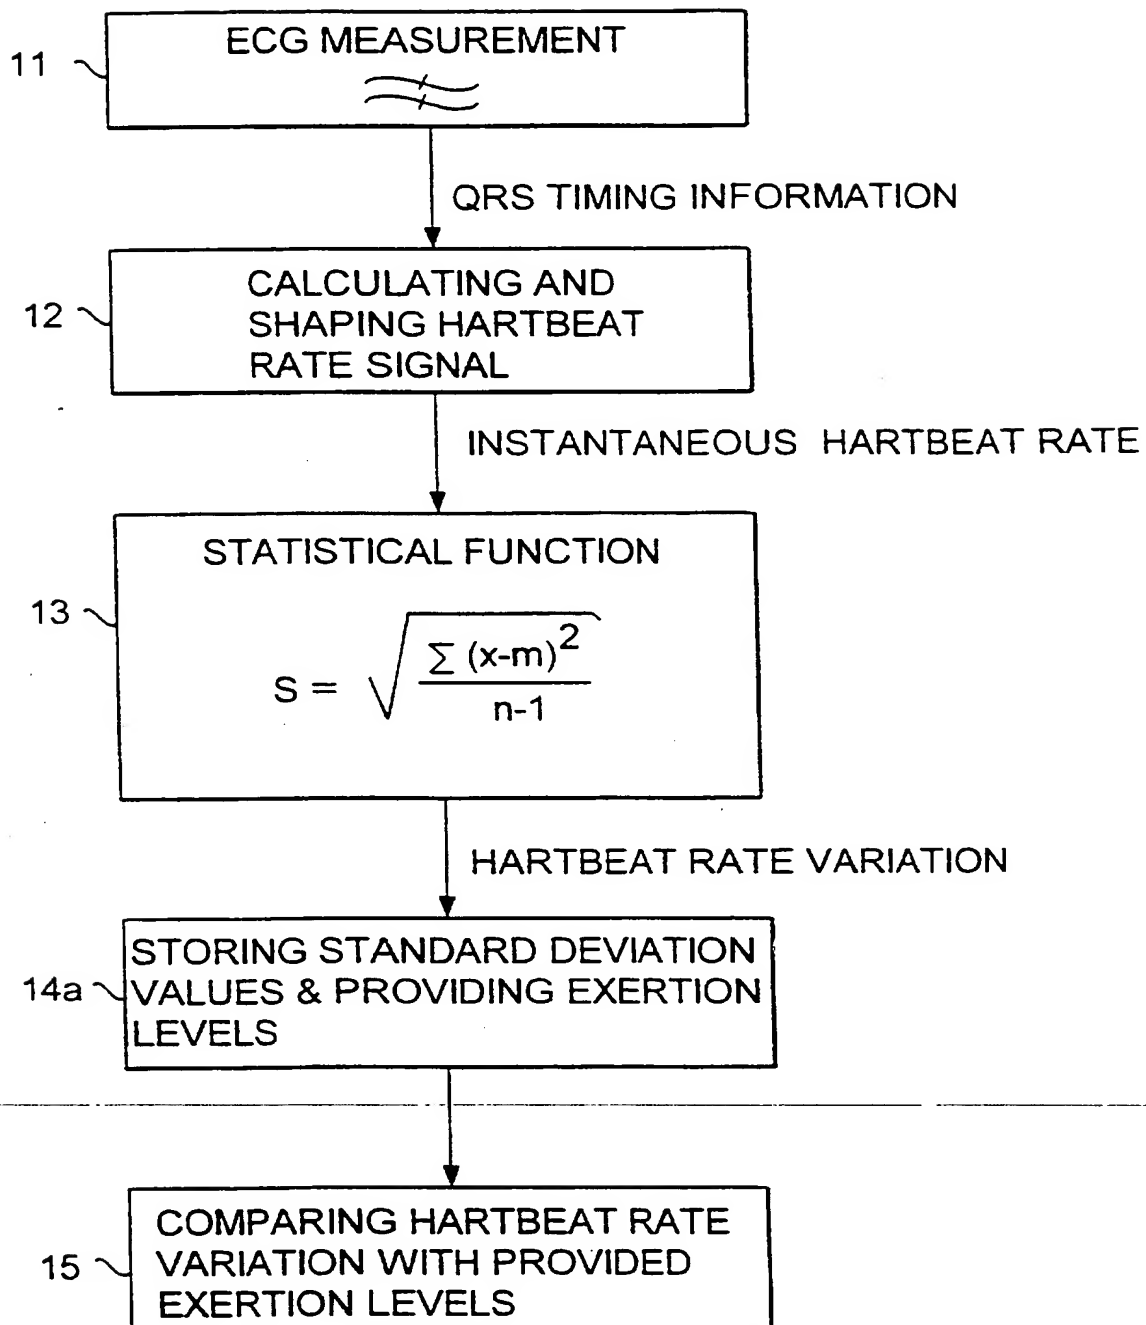 ECG MEASUREMENT
11
QRS TIMING INFORMATION
CALCULATING AND
SHAPING HARTBEAT
RATE SIGNAL
12
INSTANTANEOUS HARTBEAT RATE
STATISTICAL FUNCTION
13
S = √ Σ (x-m)²
n-1
HARTBEAT RATE VARIATION
STORING STANDARD DEVIATION
VALUES & PROVIDING EXERTION
LEVELS
14a
COMPARING HARTBEAT RATE
VARIATION WITH PROVIDED
EXERTION LEVELS
15